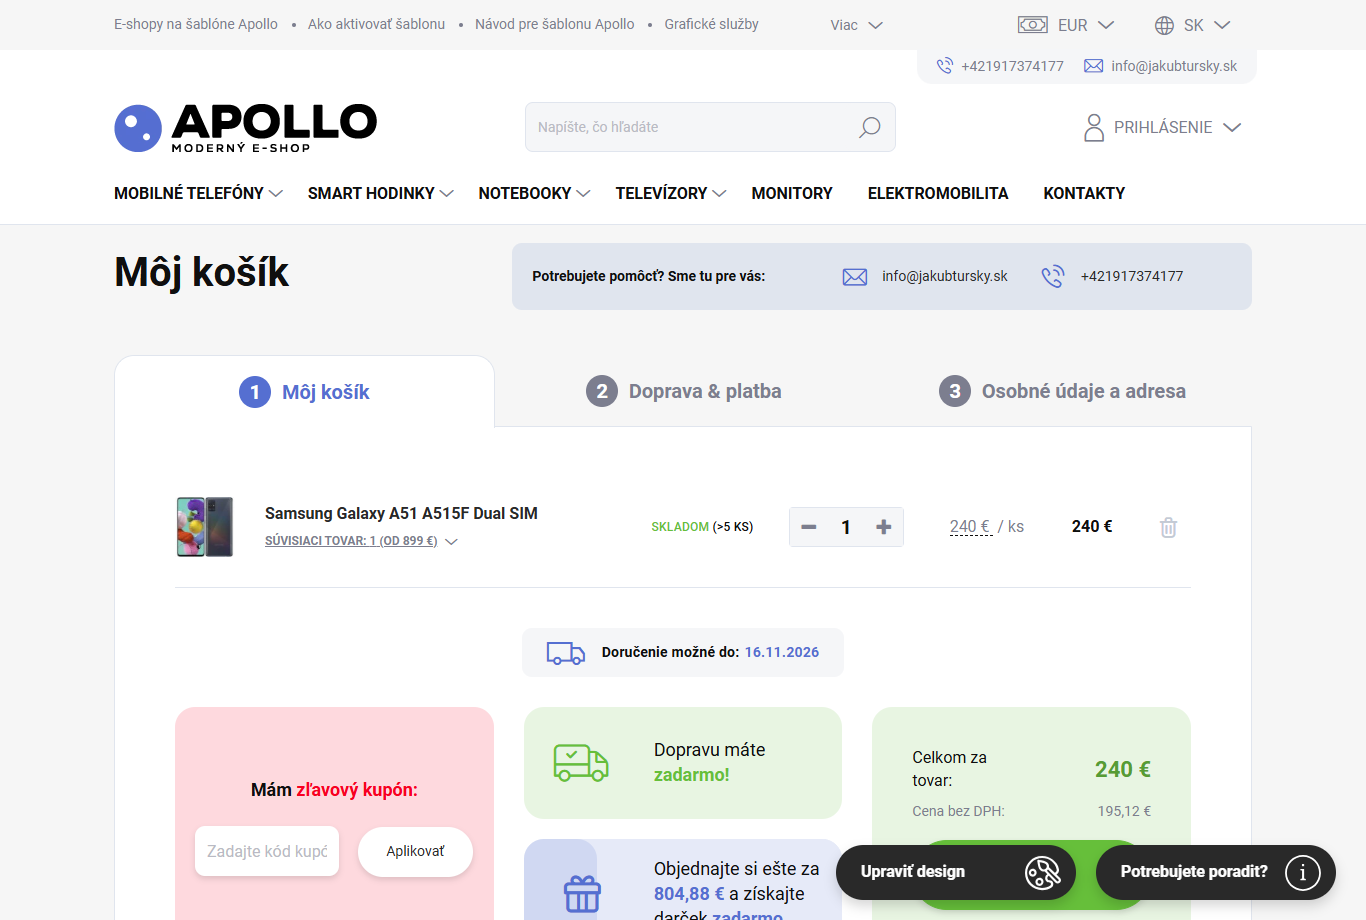 E-shopy na šablóne Apollo • Ako aktivovať šablonu • Návod pre šablonu Apollo • Grafické služby Viac EUR SK
+421917374177 info@jakubtursky.sk
APOLLO
MODERNÝ E-SHOP
Napíšte, čo hľadáte
PRIHLÁSENIE
MOBILNÉ TELEFÓNY SMART HODINKY NOTEBOOKY TELEVÍZORY MONITORY ELEKTROMOBILITA KONTAKTY
Môj košík
Potrebujete pomôcť? Sme tu pre vás: info@jakubtursky.sk +421917374177
1 Môj košík 2 Doprava & platba 3 Osobné údaje a adresa
Samsung Galaxy A51 A515F Dual SIM
SÚVISIACI TOVAR: 1 (OD 899 €)
SKLADOM (>5 KS) 1 240 € / ks 240 €
Doručenie možné do: 16.11.2026
Mám zľavový kupón:
Zadajte kód kupó
Aplikovať
Dopravu máte
zadarmo!
Objednajte si ešte za
804,88 € a získajte
darček zadarmo
Celkom za
tovar:
240 €
Cena bez DPH: 195,12 €
Upraviť design
Potrebujete poradiť?